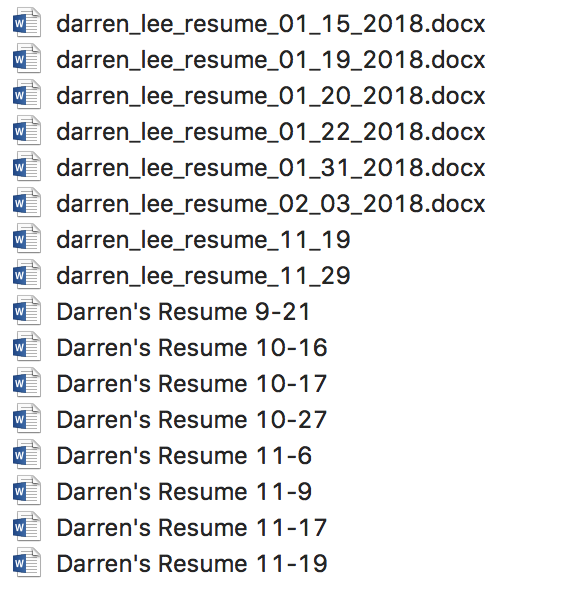 darren_lee_resume_01_15_2018.docx
darren_lee_resume_01_19_2018.docx
darren_lee_resume_01_20_2018.docx
darren_lee_resume_01_22_2018.docx
darren_lee_resume_01_31_2018.docx
darren_lee_resume_02_03_2018.docx
darren_lee_resume_11_19
darren_lee_resume_11_29
Darren's Resume 9-21
Darren's Resume 10-16
Darren's Resume 10-17
Darren's Resume 10-27
Darren's Resume 11-6
Darren's Resume 11-9
Darren's Resume 11-17
Darren's Resume 11-19